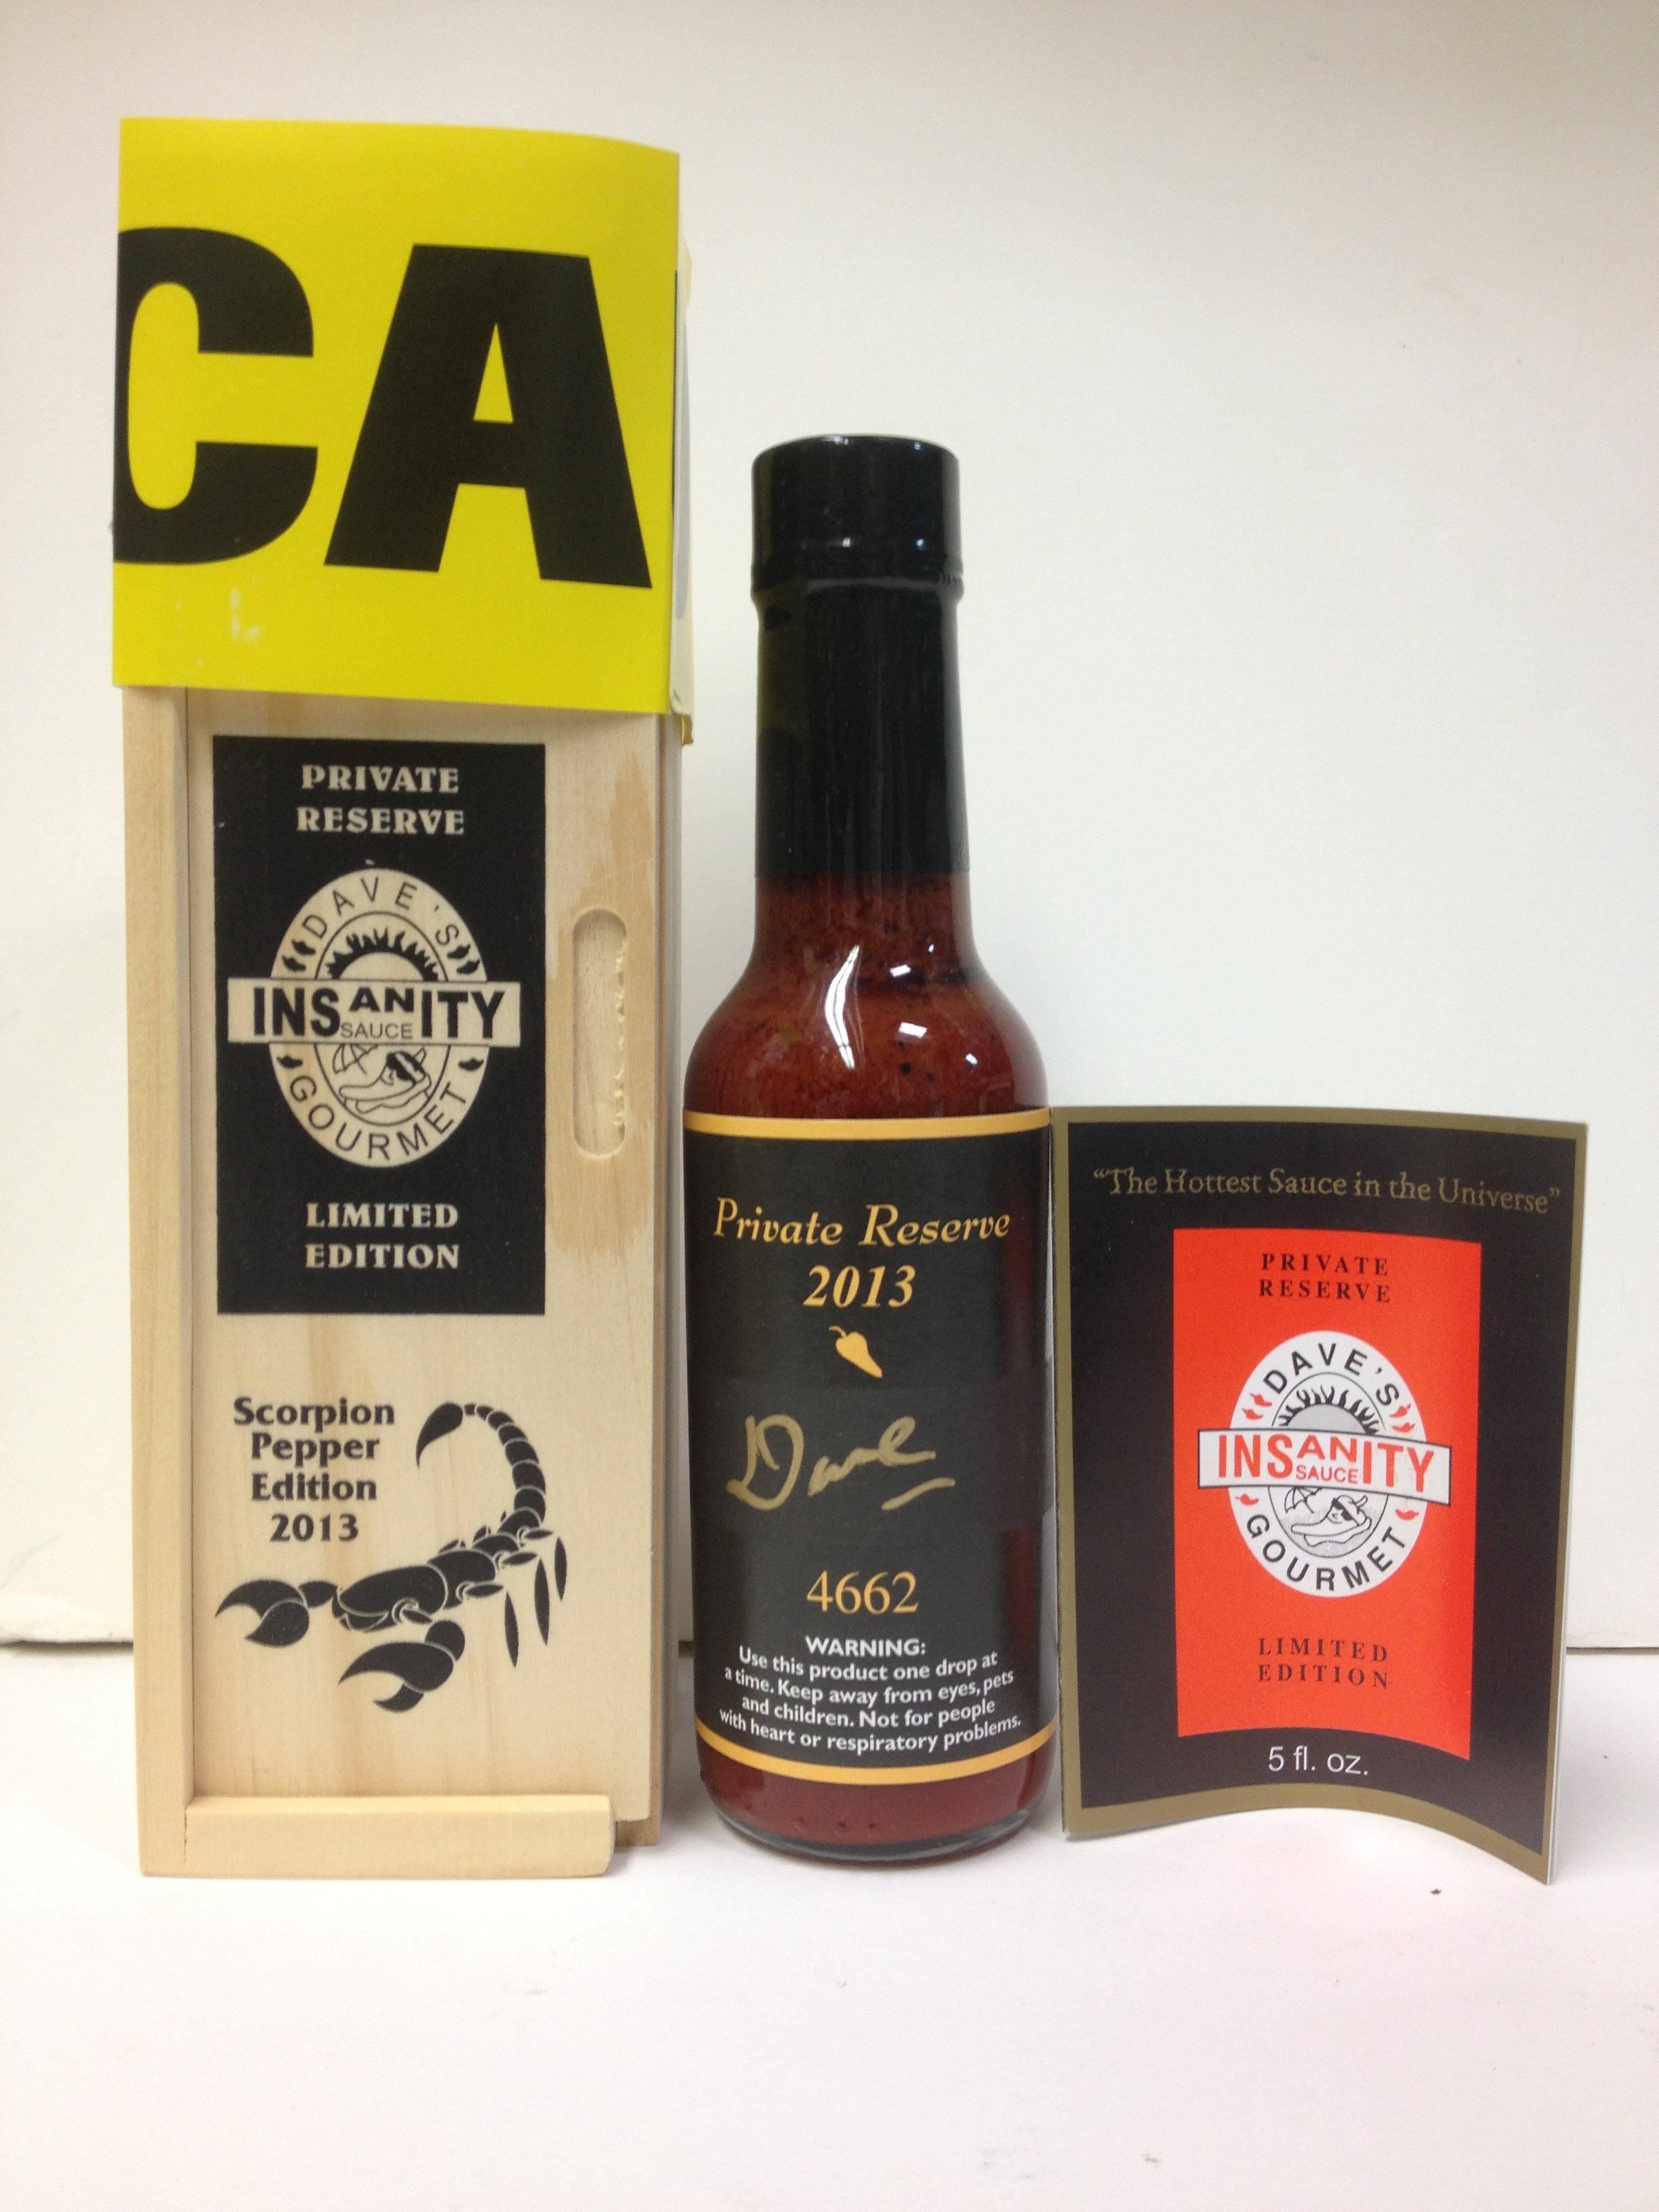 CA
PRIVATE
RESERVE
DAVE'S
INSANITY
SAUCE
GOURMET
LIMITED
EDITION
Scorpion
Pepper
Edition
2013
Private Reserve
2013
Dave
4662
WARNING:
Use this product one drop at
a time. Keep away from eyes, pets
and children. Not for people
with heart or respiratory problems.
“The Hottest Sauce in the Universe”
PRIVATE
RESERVE
DAVE'S
INSANITY
SAUCE
GOURMET
LIMITED
EDITION
5 fl. oz.